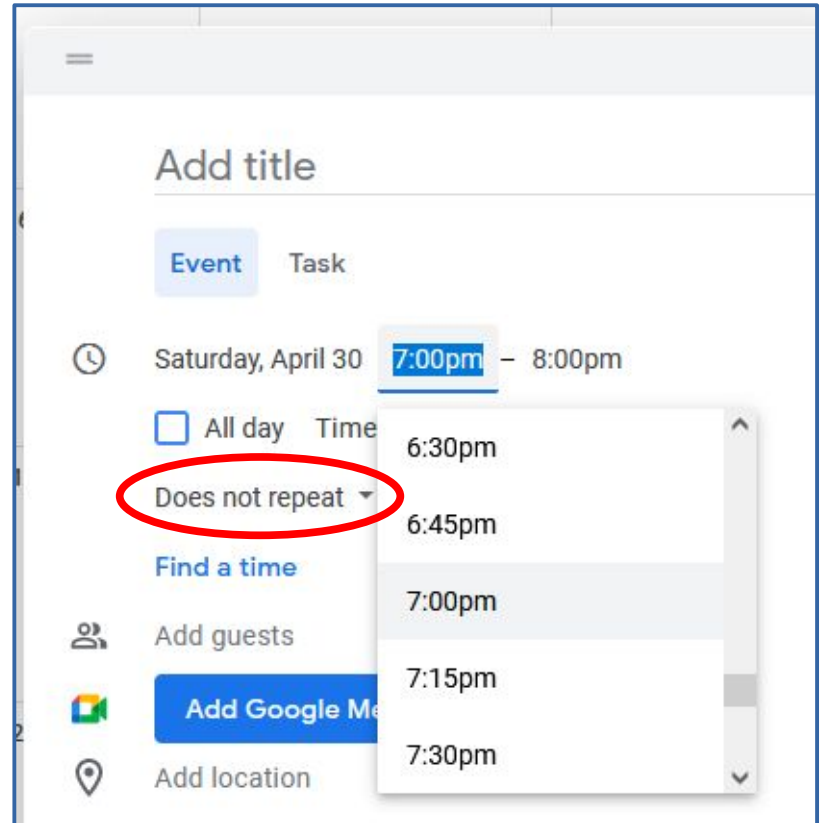 Add title
Event Task
Saturday, April 30 7:00pm – 8:00pm
All day Time
6:30pm
Does not repeat
6:45pm
Find a time
7:00pm
Add guests
7:15pm
Add Google Me
7:30pm
Add location